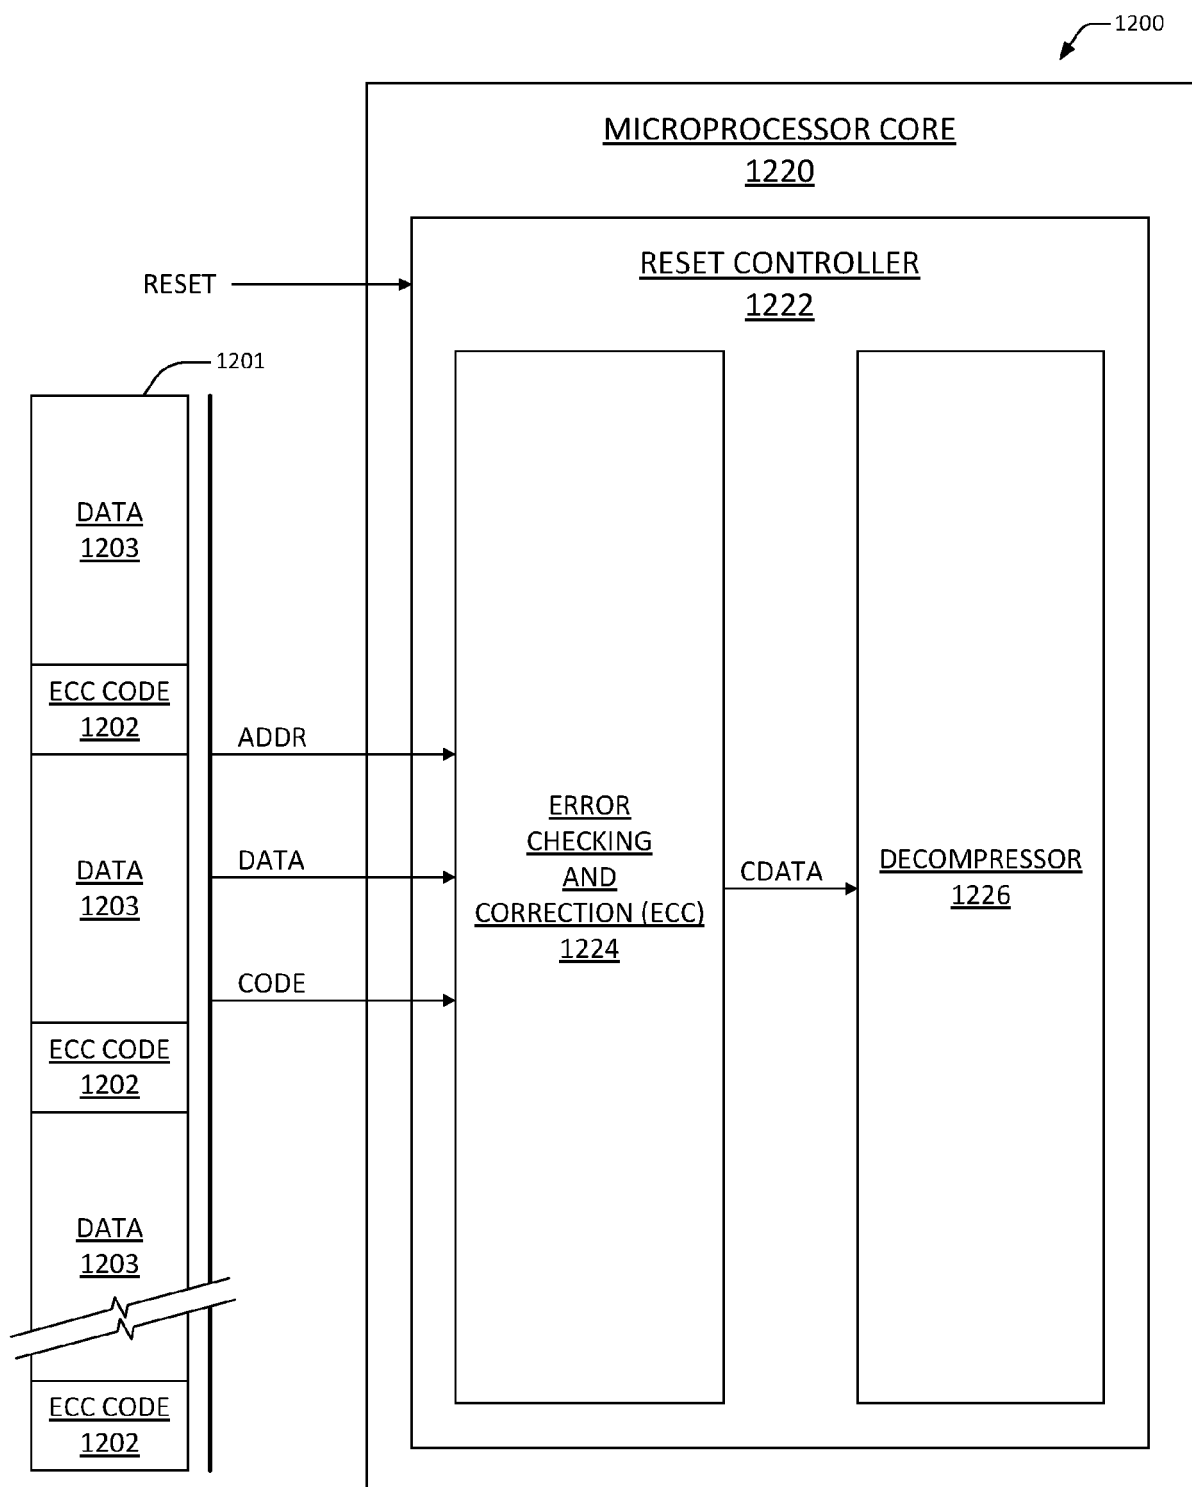 1200
MICROPROCESSOR CORE
1220
RESET CONTROLLER
1222
RESET
1201
DATA
1203
ECC CODE
1202
ADDR
DATA
1203
DATA
CODE
ERROR
CHECKING
AND
CORRECTION (ECC)
1224
CDATA
DECOMPRESSOR
1226
ECC CODE
1202
DATA
1203
ECC CODE
1202